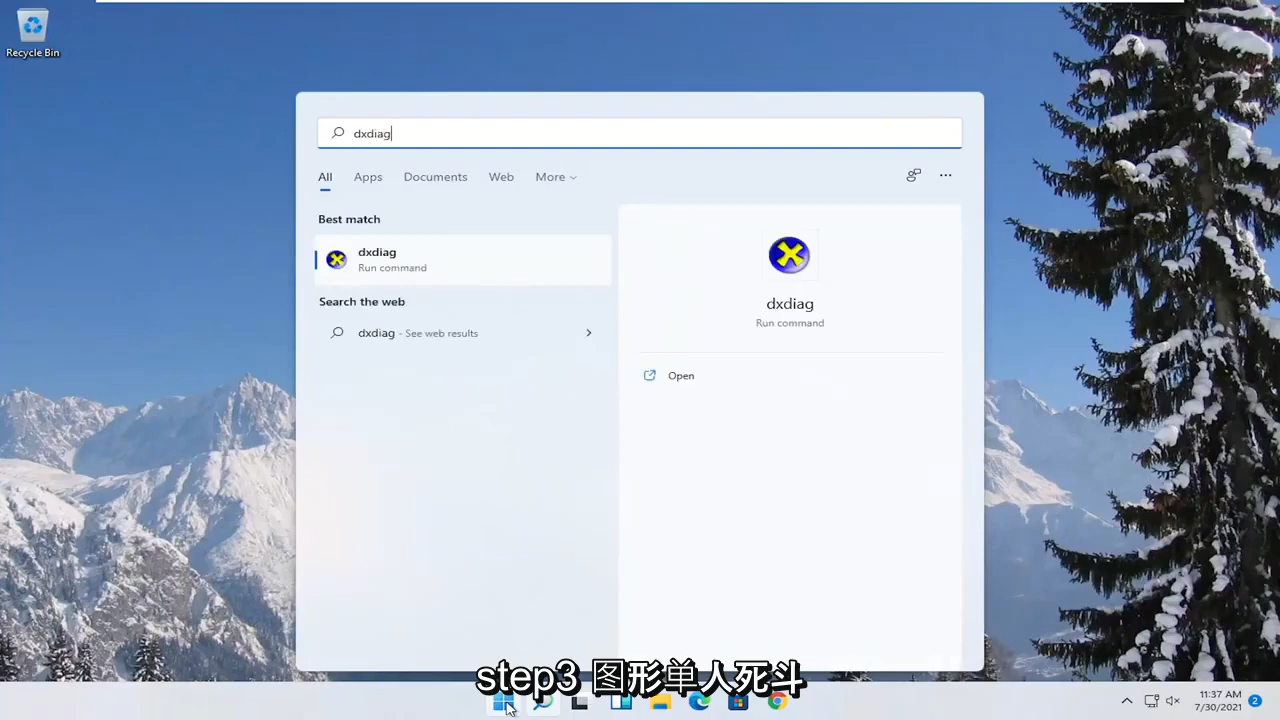 Recycle Bin
dxdiag
All Apps Documents Web More
Best match
dxdiag
Run command
Search the web
dxdiag - See web results
dxdiag
Run command
Open
step3 图形单人死斗
11:37 AM
7/30/2021
2